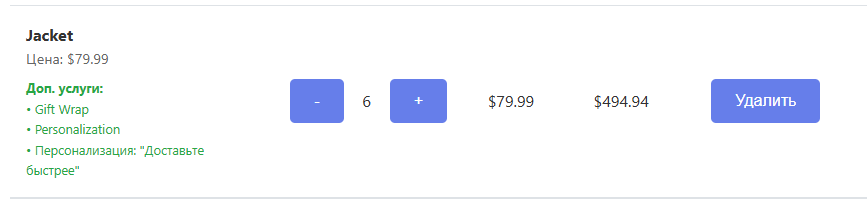 Jacket
Цена: $79.99
Доп. услуги:
• Gift Wrap
• Personalization
• Персонализация: "Доставьте
быстрее"
- 6 + $79.99 $494.94 Удалить